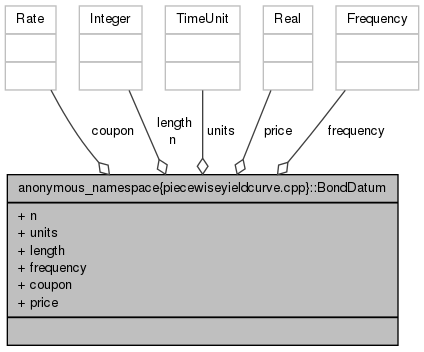 Rate Integer TimeUnit Real Frequency
coupon length n units price frequency
anonymous_namespace{piecewiseyieldcurve.cpp}::BondDatum
+ n
+ units
+ length
+ frequency
+ coupon
+ price